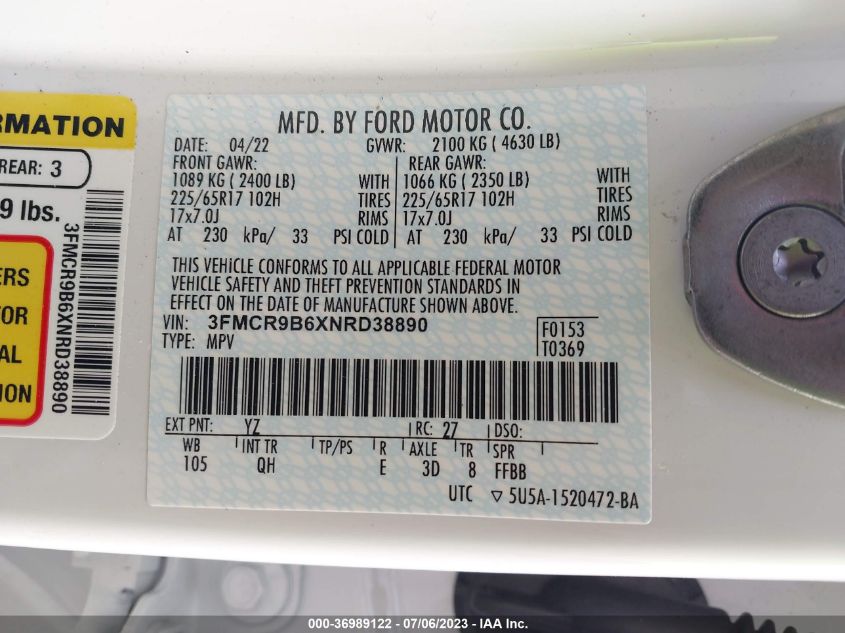 RMATION
REAR: 3
9 lbs.
ERS
TOR
AL
TION
3FMCR9B6XNRD38890
MFD. BY FORD MOTOR CO.
DATE: 04/22 GVWR: 2100 KG ( 4630 LB)
FRONT GAWR: REAR GAWR:
1089 KG ( 2400 LB) WITH 1066 KG ( 2350 LB) WITH
225/65R17 102H TIRES 225/65R17 102H TIRES
17x7.0J RIMS 17x7.0J RIMS
AT 230 kPa/ 33 PSI COLD AT 230 kPa/ 33 PSI COLD
THIS VEHICLE CONFORMS TO ALL APPLICABLE FEDERAL MOTOR
VEHICLE SAFETY AND THEFT PREVENTION STANDARDS IN
EFFECT ON THE DATE OF MANUFACTURE SHOWN ABOVE.
VIN: 3FMCR9B6XNRD38890 F0153
TYPE: MPV T0369
EXT PNT: YZ RC: 27 DSO:
WB INT TR TP/PS R AXLE TR SPR
105 QH E 3D 8 FFBB
UTC ▽ 5U5A-1520472-BA
000-36989122 - 07/06/2023 - IAAI Inc.